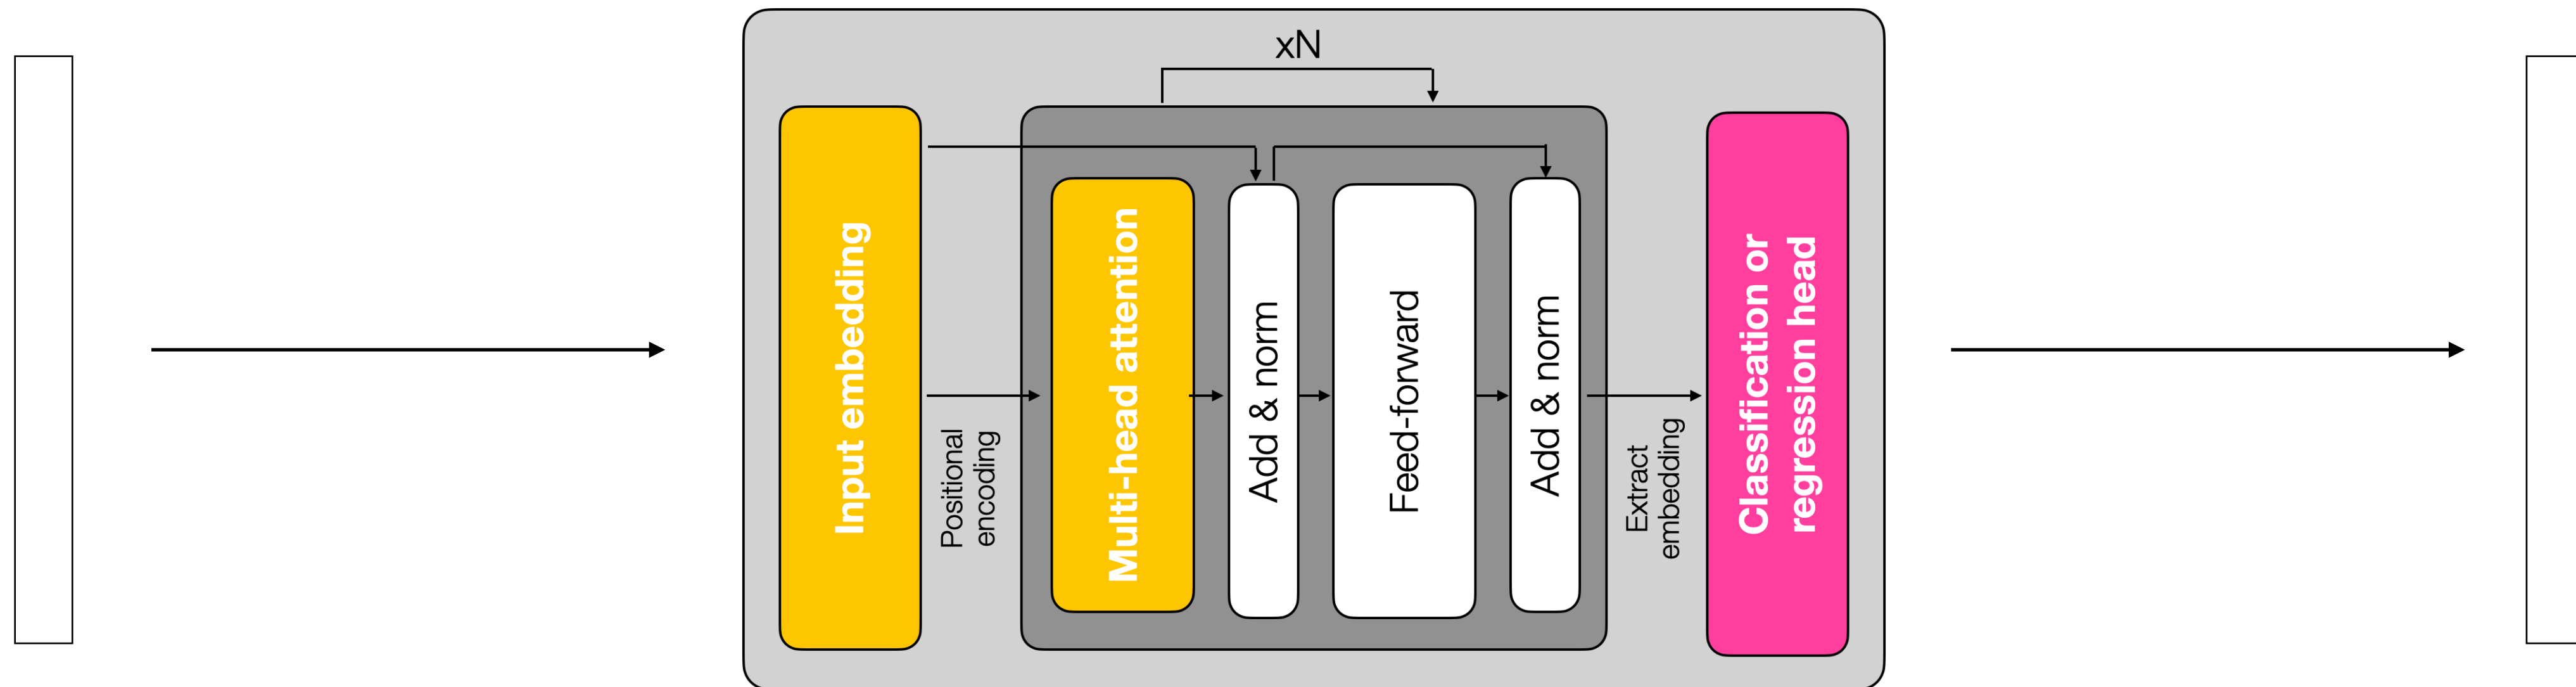 xN
Input embedding
Positional
encoding
Multi-head attention
Add & norm
Feed-forward
Add & norm
Extract
embedding
Classification or
regression head